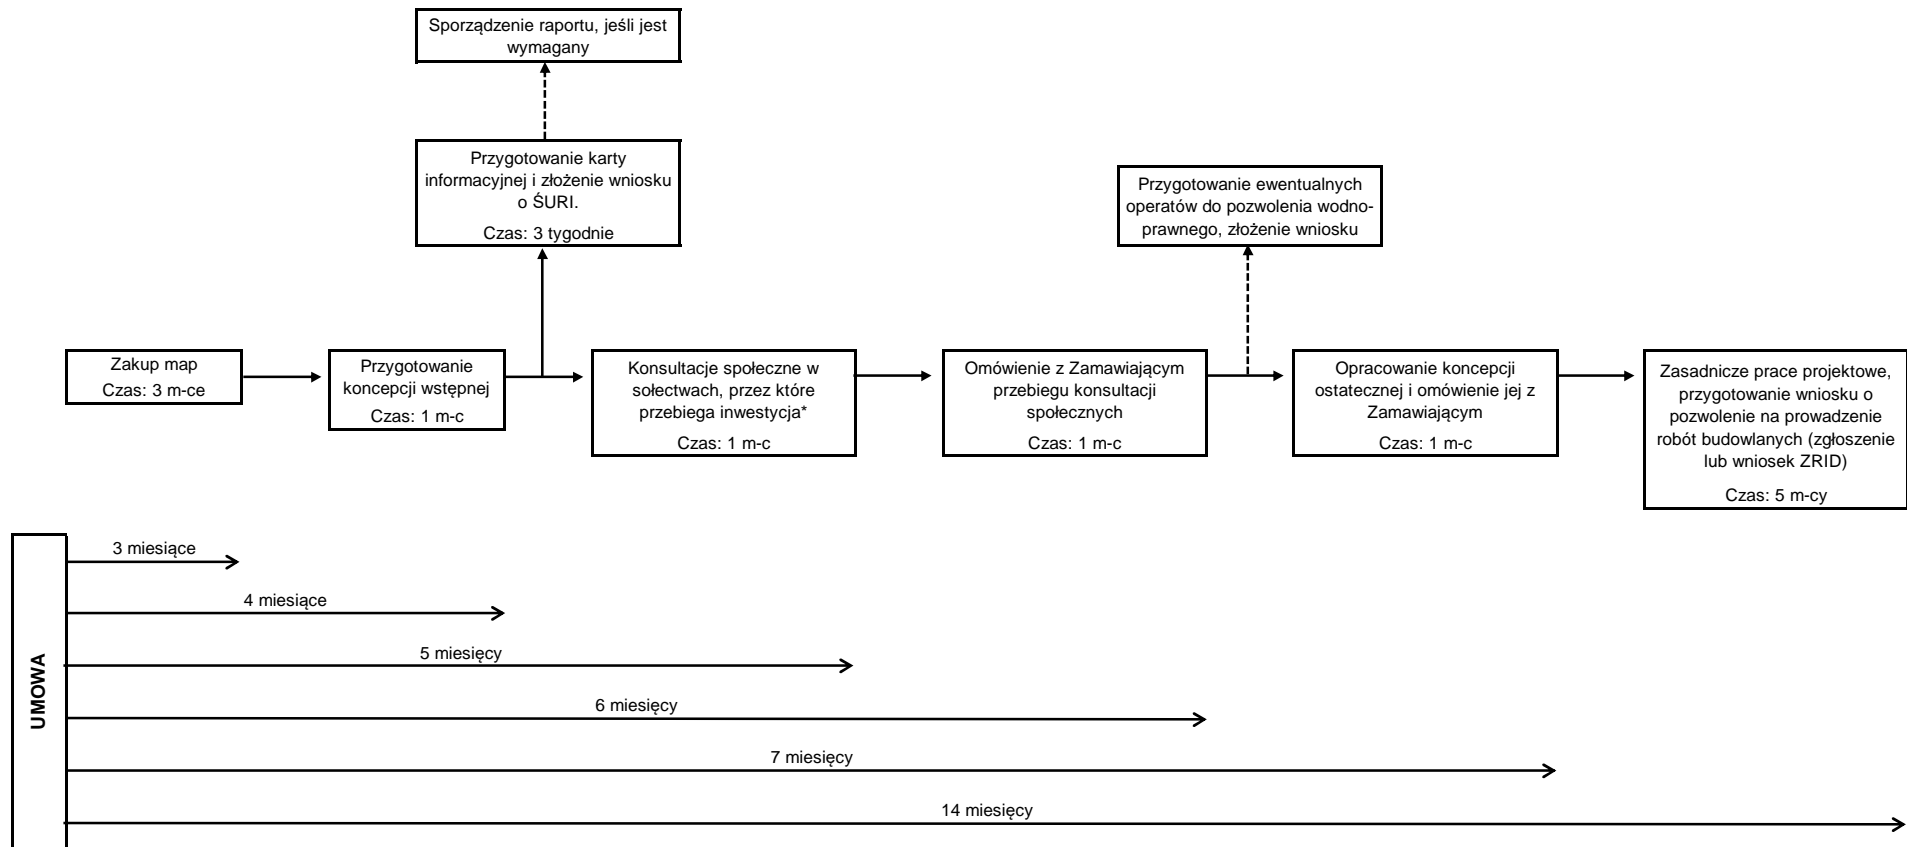 Sporządzenie raportu, jeśli jest
wymagany
Przygotowanie karty
informacyjnej i złożenie wniosku
o ŚURI.
Czas: 3 tygodnie
Przygotowanie ewentualnych
operatów do pozwolenia wodno-
prawnego, złożenie wniosku
Zakup map
Czas: 3 m-ce
Przygotowanie
koncepcji wstępnej
Czas: 1 m-c
Konsultacje społeczne w
sołectwach, przez które
przebiega inwestycja*
Czas: 1 m-c
Omówienie z Zamawiającym
przebiegu konsultacji
społecznych
Czas: 1 m-c
Opracowanie koncepcji
ostatecznej i omówienie jej z
Zamawiającym
Czas: 1 m-c
Zasadnicze prace projektowe,
przygotowanie wniosku o
pozwolenie na prowadzenie
robót budowlanych (zgłoszenie
lub wniosek ZRID)
Czas: 5 m-cy
UMOWA
3 miesiące
4 miesiące
5 miesięcy
6 miesięcy
7 miesięcy
14 miesięcy